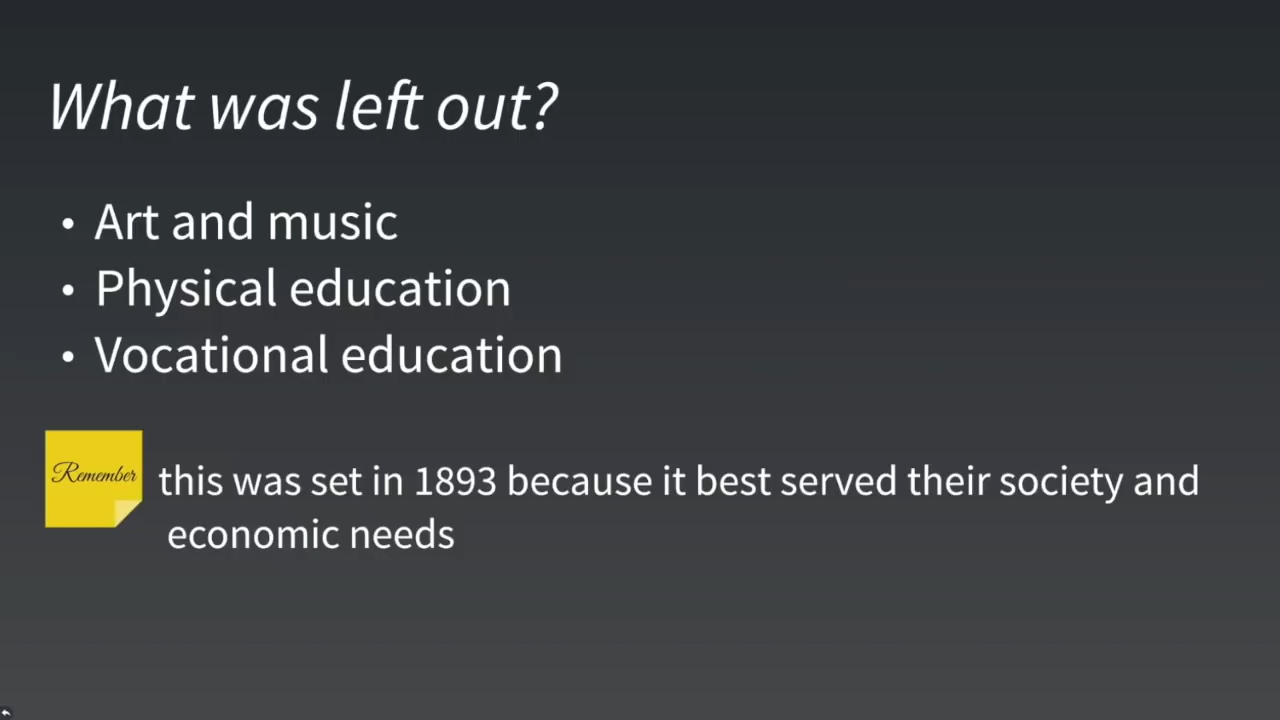 What was left out?
• Art and music
• Physical education
• Vocational education
Remember this was set in 1893 because it best served their society and
economic needs